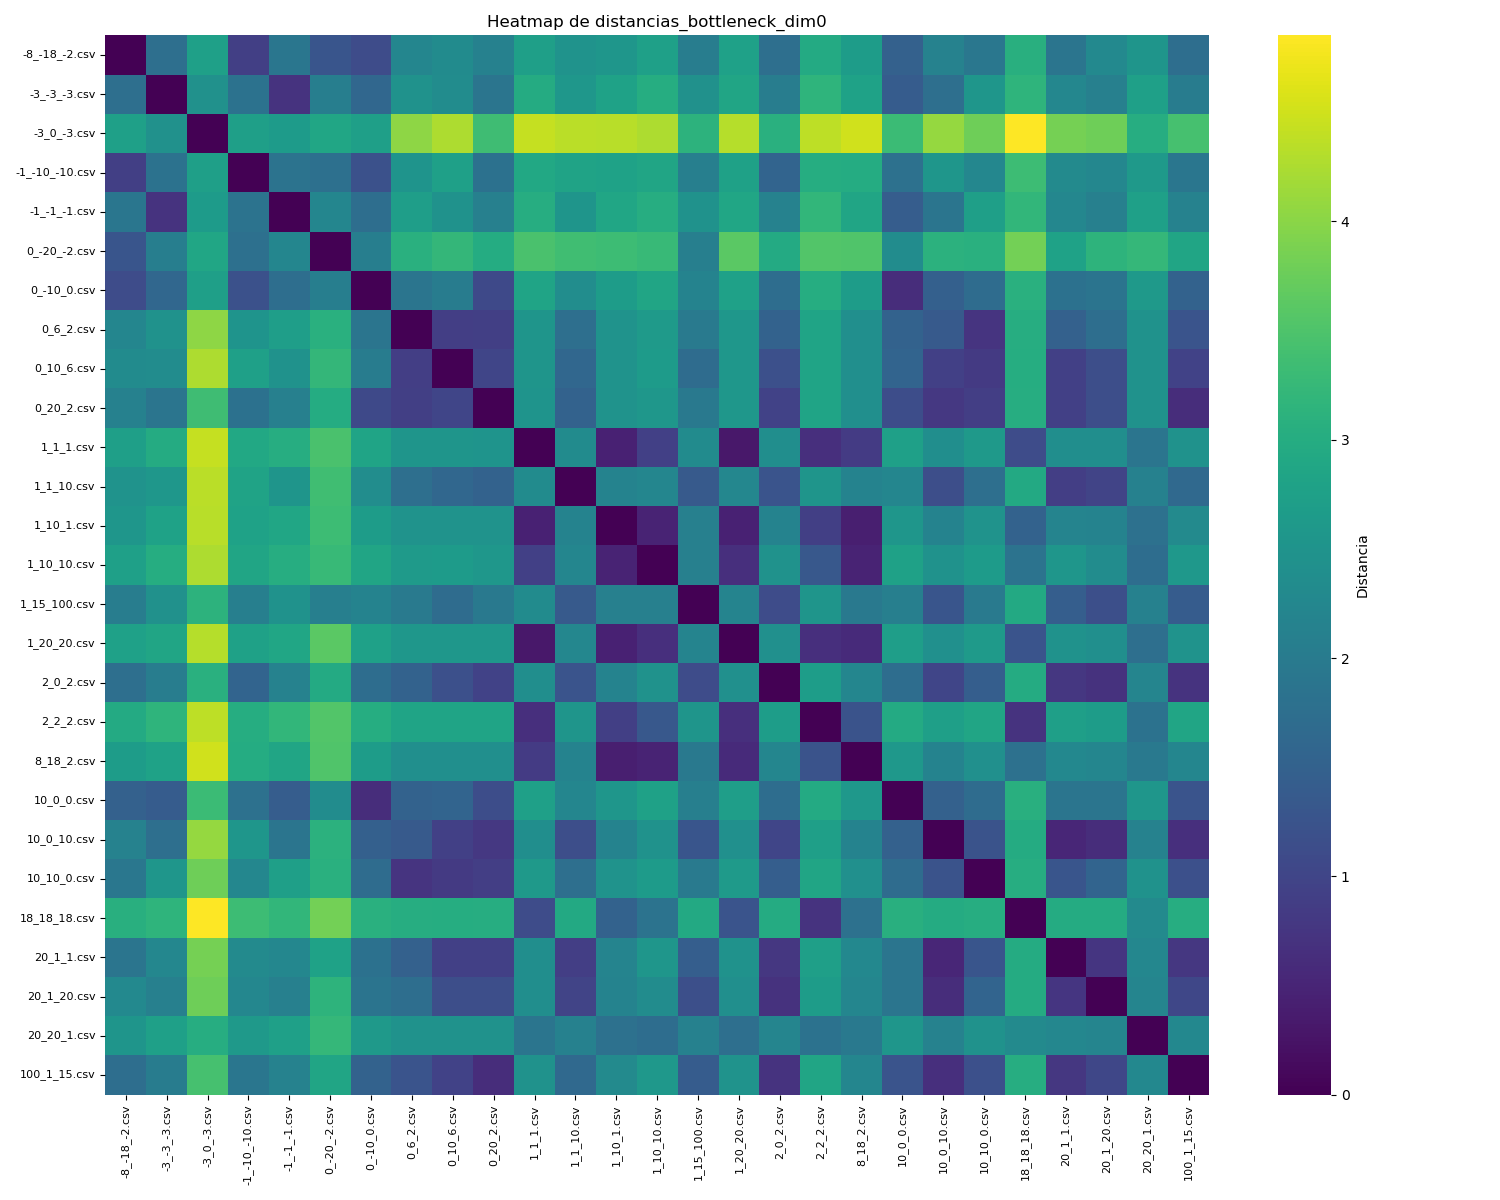 Heatmap de distancias_bottleneck_dim0
-8_-18_-2.csv
-3_-3_-3.csv
-3_0_-3.csv
-1_-10_-10.csv
-1_-1_-1.csv
0_-20_-2.csv
0_-10_0.csv
0_6_2.csv
0_10_6.csv
0_20_2.csv
1_1_1.csv
1_1_10.csv
1_10_1.csv
1_10_10.csv
1_15_100.csv
1_20_20.csv
2_0_2.csv
2_2_2.csv
8_18_2.csv
10_0_0.csv
10_0_10.csv
10_10_0.csv
18_18_18.csv
20_1_1.csv
20_1_20.csv
20_20_1.csv
100_1_15.csv
-8_-18_-2.csv
-3_-3_-3.csv
-3_0_-3.csv
-1_-10_-10.csv
-1_-1_-1.csv
0_-20_-2.csv
0_-10_0.csv
0_6_2.csv
0_10_6.csv
0_20_2.csv
1_1_1.csv
1_1_10.csv
1_10_1.csv
1_10_10.csv
1_15_100.csv
1_20_20.csv
2_0_2.csv
2_2_2.csv
8_18_2.csv
10_0_0.csv
10_0_10.csv
10_10_0.csv
18_18_18.csv
20_1_1.csv
20_1_20.csv
20_20_1.csv
100_1_15.csv
4
3
2
1
0
Distancia